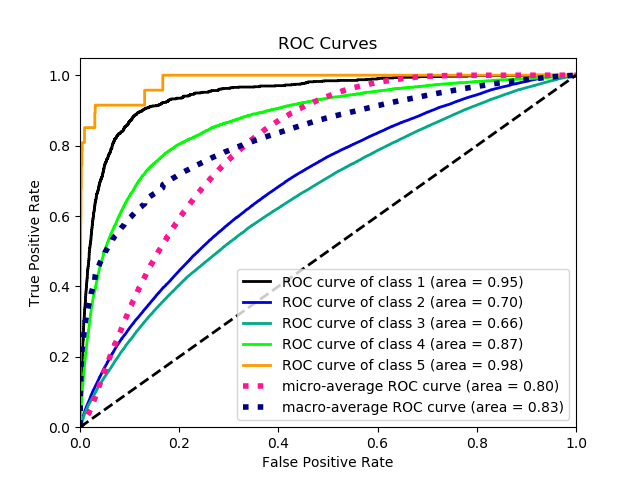 ROC Curves
True Positive Rate
1.0
0.8
0.6
0.4
0.2
0.0
ROC curve of class 1 (area = 0.95)
ROC curve of class 2 (area = 0.70)
ROC curve of class 3 (area = 0.66)
ROC curve of class 4 (area = 0.87)
ROC curve of class 5 (area = 0.98)
micro-average ROC curve (area = 0.80)
macro-average ROC curve (area = 0.83)
0.0 0.2 0.4 0.6 0.8 1.0
False Positive Rate